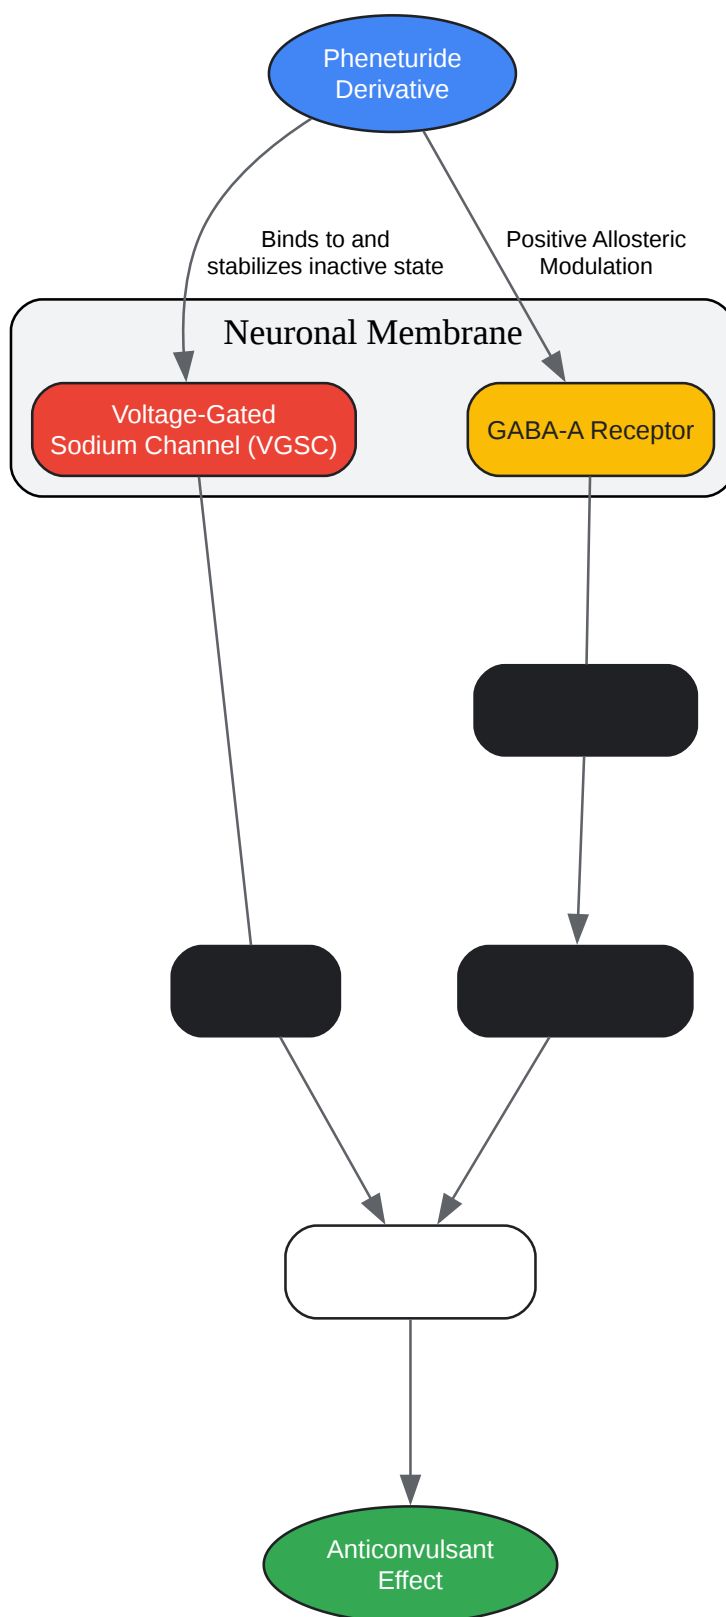 Pheneturide
Derivative
Binds to and
stabilizes inactive state
Positive Allosteric
Modulation
Neuronal Membrane
Voltage-Gated
Sodium Channel (VGSC)
GABA-A Receptor
Anticonvulsant
Effect